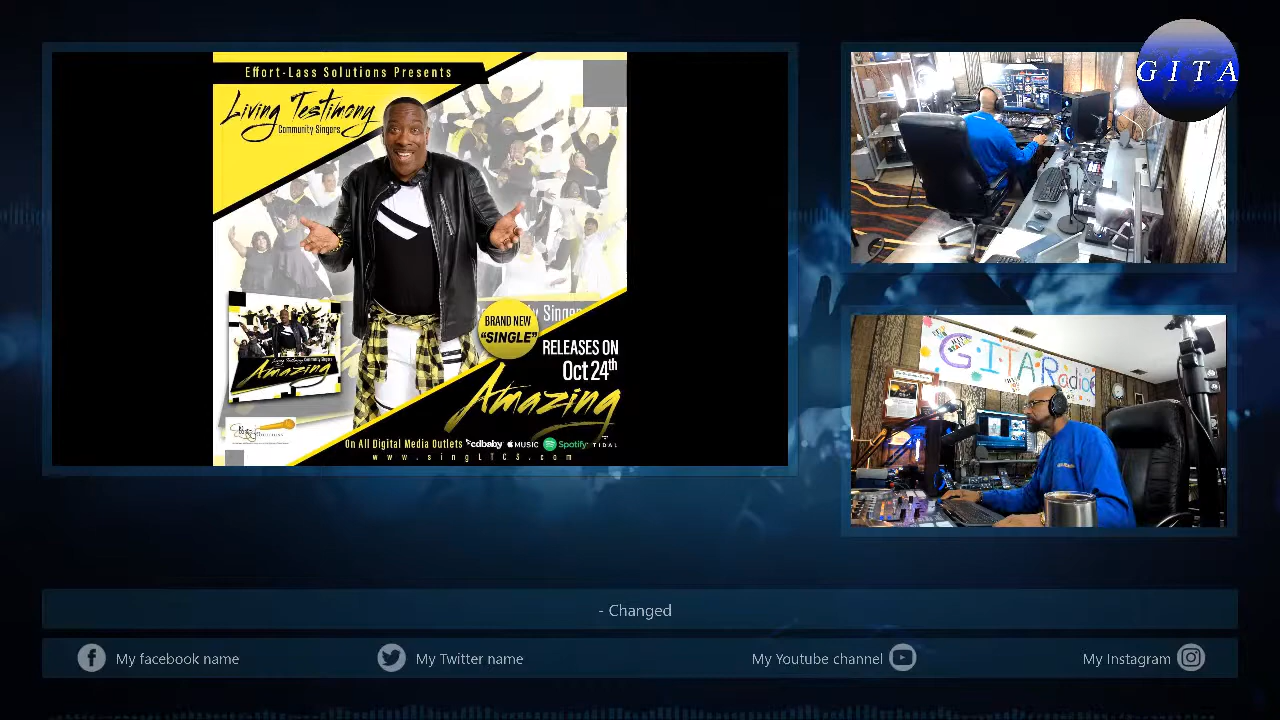 Effort-Lass Solutions Presents
Living Testimony
Community Singers
BRAND NEW
"SINGLE"
RELEASES ON
Oct 24th
Amazing
Amazing
On All Digital Media Outlets cdbaby MUSIC Spotify TIDAL
www.singLTCS.com
G I T A
G.I.T.A.Radio
- Changed
My facebook name
My Twitter name
My Youtube channel
My Instagram